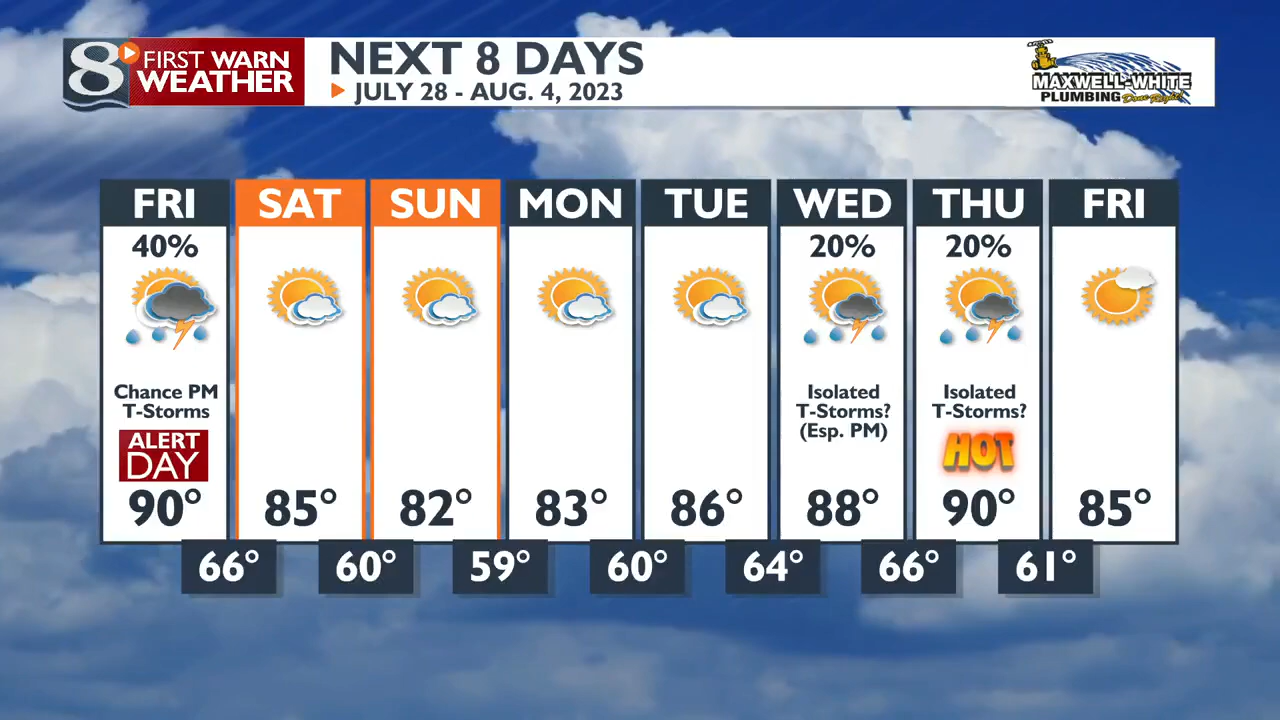 8 FIRST WARN
WEATHER
NEXT 8 DAYS
JULY 28 - AUG. 4, 2023
MAXWELL-WHITE
PLUMBING Done Right!
FRI SAT SUN MON TUE WED THU FRI
40% 20% 20%
Chance PM
T-Storms
Isolated
T-Storms?
(Esp. PM)
Isolated
T-Storms?
ALERT
DAY
HOT
90° 85° 82° 83° 86° 88° 90° 85°
66° 60° 59° 60° 64° 66° 61°